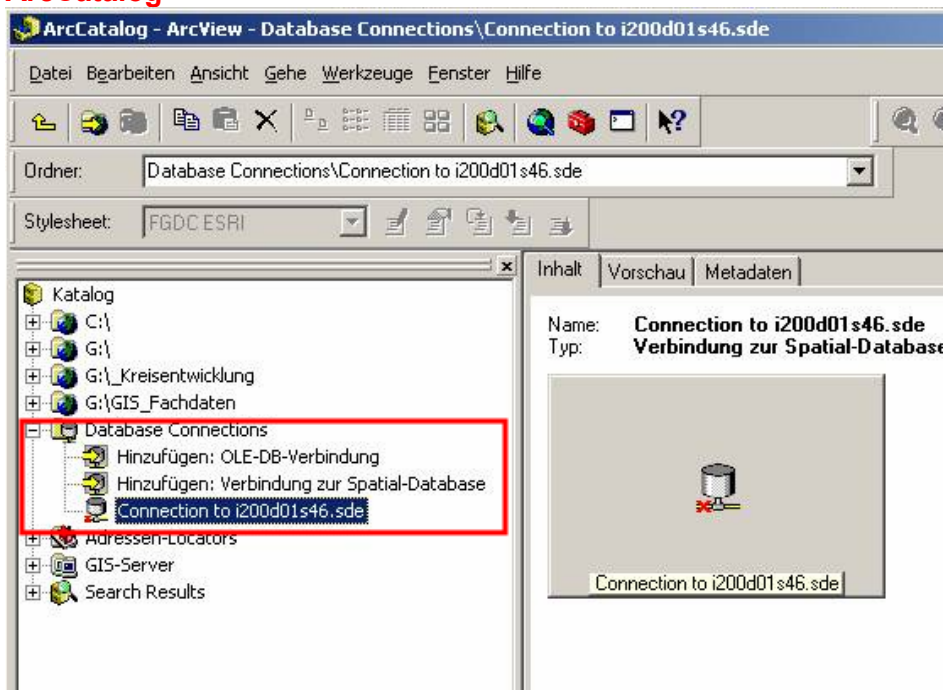 ArcCatalog
ArcCatalog - ArcView - Database Connections\Connection to i200d01s46.sde
Datei Bearbeiten Ansicht Gehe Werkzeuge Fenster Hilfe
Ordner: Database Connections\Connection to i200d01s46.sde
Stylesheet: FGDC ESRI
Inhalt Vorschau Metadaten
Katalog
C:\
G:\
G:\_Kreisentwicklung
G:\GIS_Fachdaten
Database Connections
Hinzufügen: OLE-DB-Verbindung
Hinzufügen: Verbindung zur Spatial-Database
Connection to i200d01s46.sde
Adressen-Locators
GIS-Server
Search Results
Name: Connection to i200d01s46.sde
Typ: Verbindung zur Spatial-Database
Connection to i200d01s46.sde